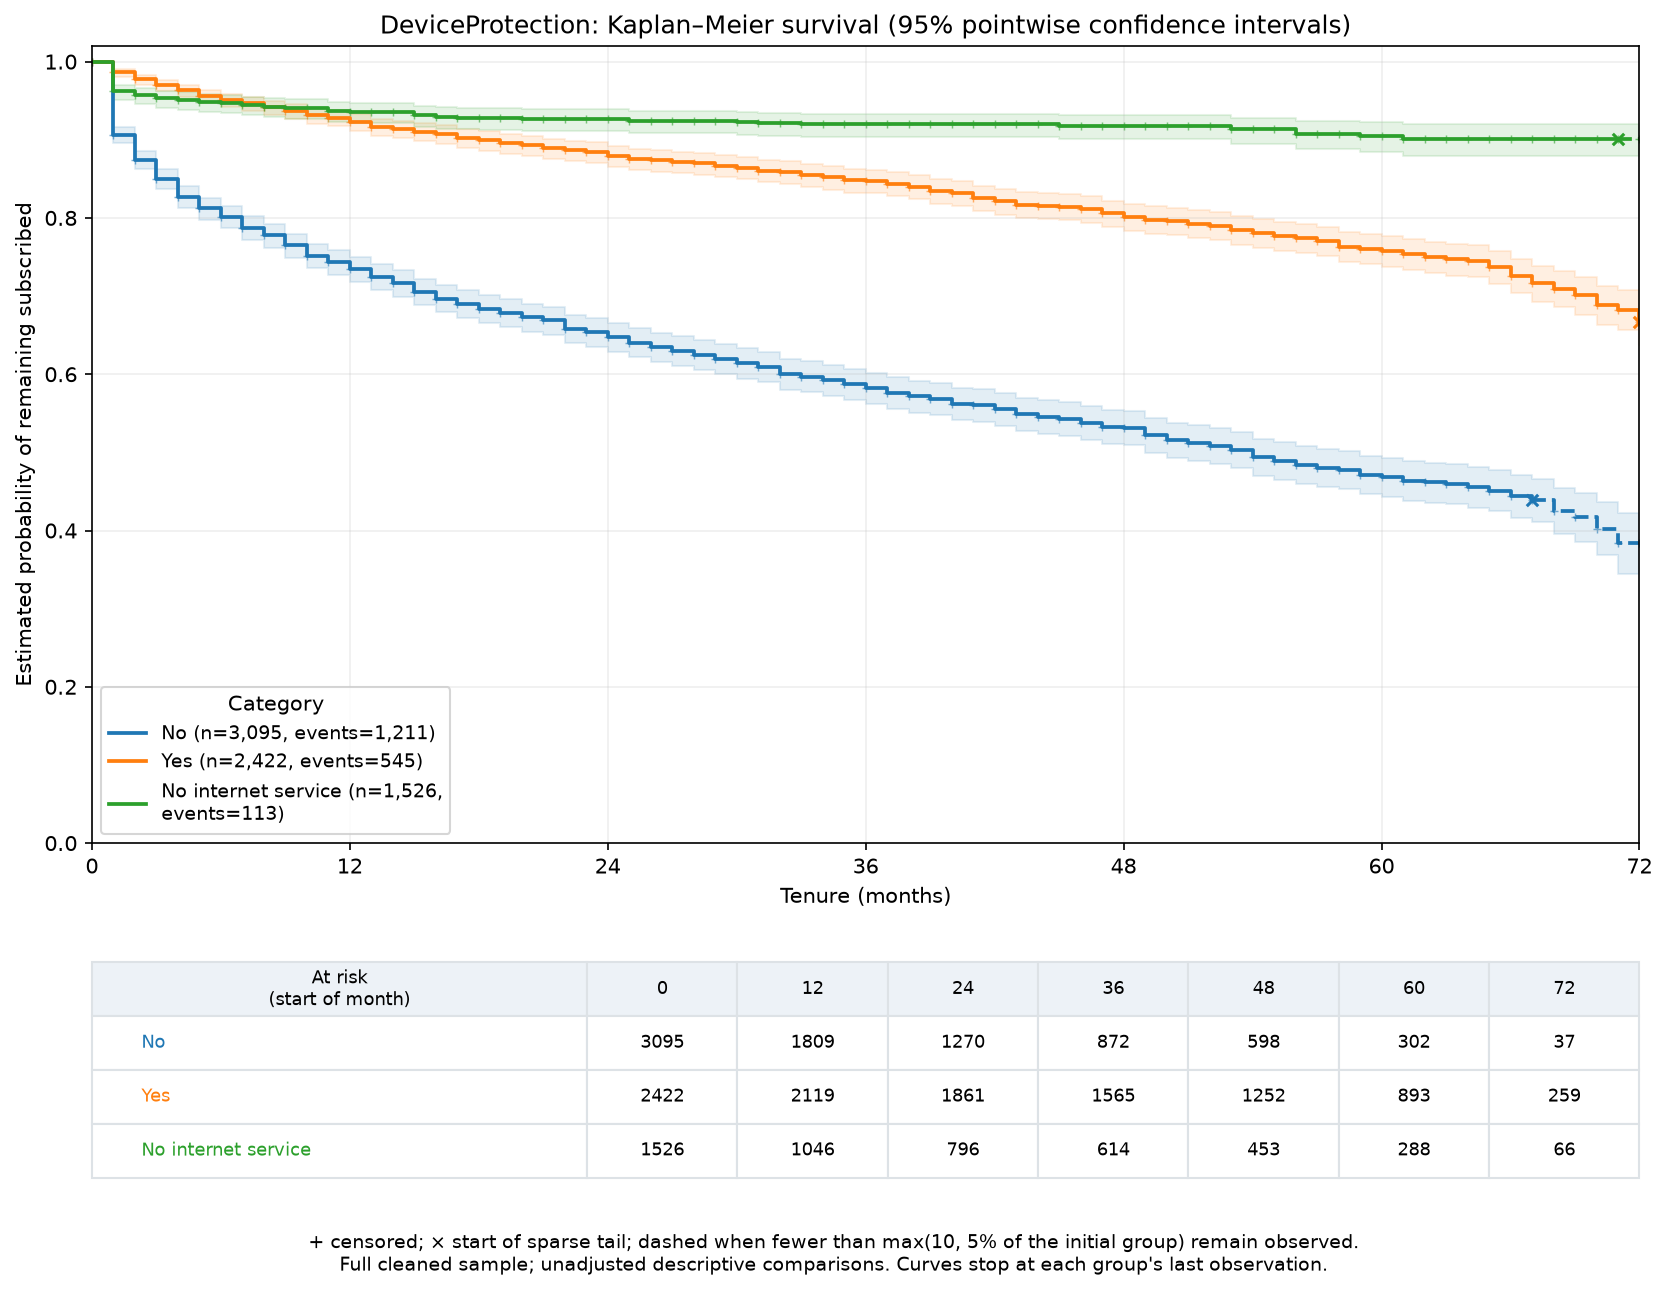 DeviceProtection: Kaplan–Meier survival (95% pointwise confidence intervals)
Estimated probability of remaining subscribed
1.0
0.8
0.6
0.4
0.2
0.0
Category
No (n=3,095, events=1,211)
Yes (n=2,422, events=545)
No internet service (n=1,526,
events=113)
0 12 24 36 48 60 72
Tenure (months)
At risk
(start of month) 0 12 24 36 48 60 72
No 3095 1809 1270 872 598 302 37
Yes 2422 2119 1861 1565 1252 893 259
No internet service 1526 1046 796 614 453 288 66
+ censored; × start of sparse tail; dashed when fewer than max(10, 5% of the initial group) remain observed.
Full cleaned sample; unadjusted descriptive comparisons. Curves stop at each group's last observation.